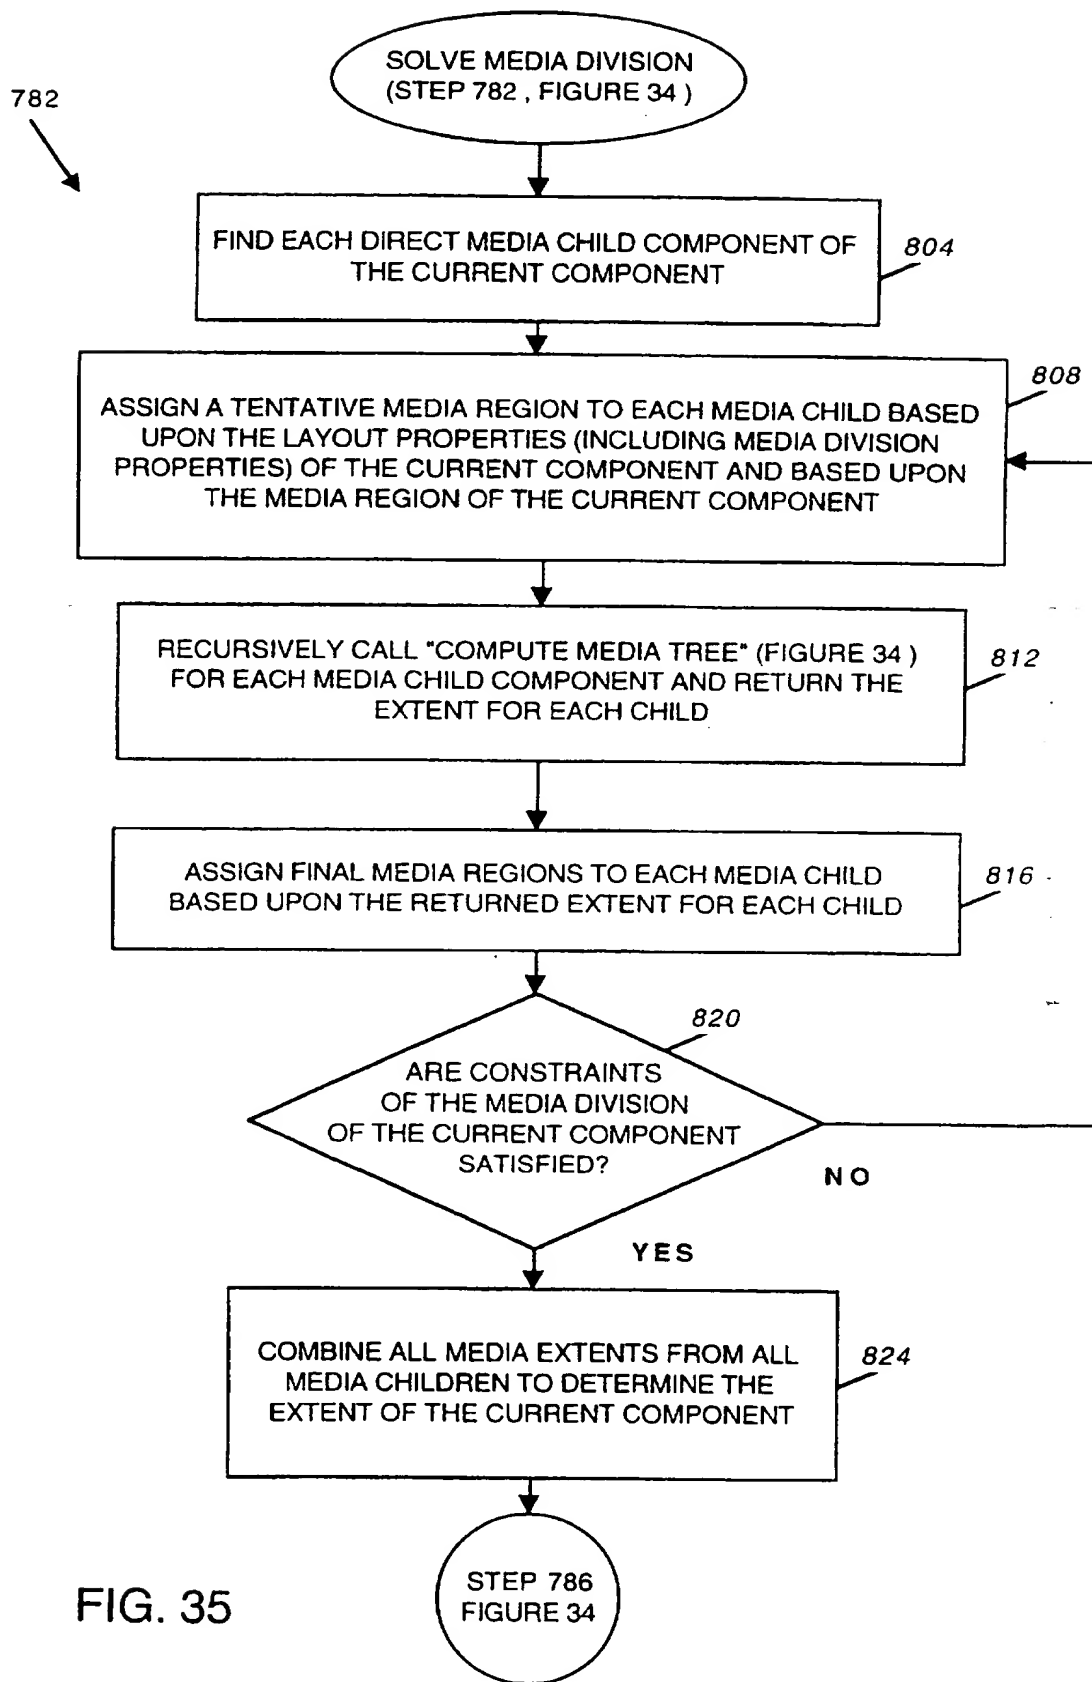 SOLVE MEDIA DIVISION
(STEP 782 , FIGURE 34 )
782
FIND EACH DIRECT MEDIA CHILD COMPONENT OF
THE CURRENT COMPONENT
804
808
ASSIGN A TENTATIVE MEDIA REGION TO EACH MEDIA CHILD BASED
UPON THE LAYOUT PROPERTIES (INCLUDING MEDIA DIVISION
PROPERTIES) OF THE CURRENT COMPONENT AND BASED UPON
THE MEDIA REGION OF THE CURRENT COMPONENT
RECURSIVELY CALL "COMPUTE MEDIA TREE" (FIGURE 34 )
FOR EACH MEDIA CHILD COMPONENT AND RETURN THE
EXTENT FOR EACH CHILD
812
ASSIGN FINAL MEDIA REGIONS TO EACH MEDIA CHILD
BASED UPON THE RETURNED EXTENT FOR EACH CHILD
816
820
ARE CONSTRAINTS
OF THE MEDIA DIVISION
OF THE CURRENT COMPONENT
SATISFIED?
NO
YES
COMBINE ALL MEDIA EXTENTS FROM ALL
MEDIA CHILDREN TO DETERMINE THE
EXTENT OF THE CURRENT COMPONENT
824
STEP 786
FIGURE 34
FIG. 35